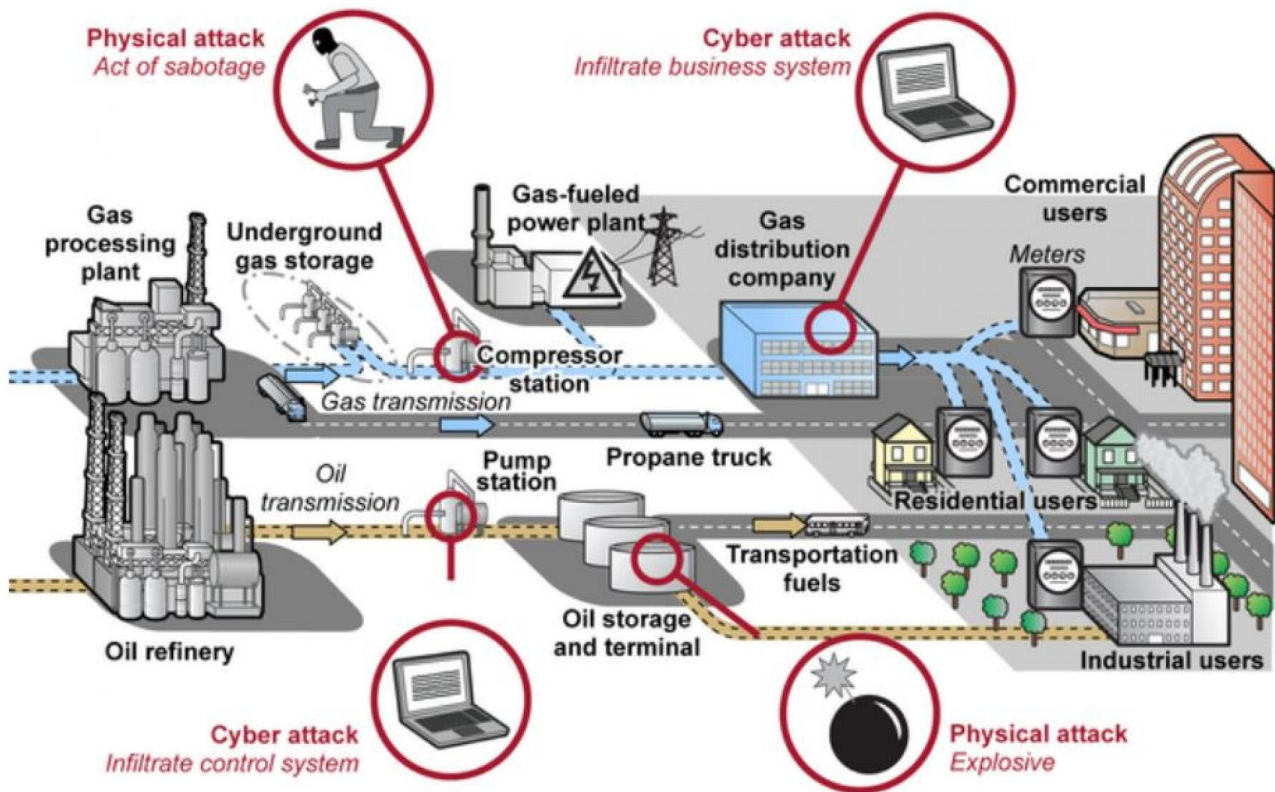 Physical attack
Act of sabotage
Cyber attack
Infiltrate business system
Gas
processing
plant
Underground
gas storage
Gas-fueled
power plant
Gas
distribution
company
Commercial
users
Meters
Compressor
station
Gas transmission
Propane truck
Oil
transmission
Pump
station
Residential users
Transportation
fuels
Oil refinery
Oil storage
and terminal
Industrial users
Cyber attack
Infiltrate control system
Physical attack
Explosive